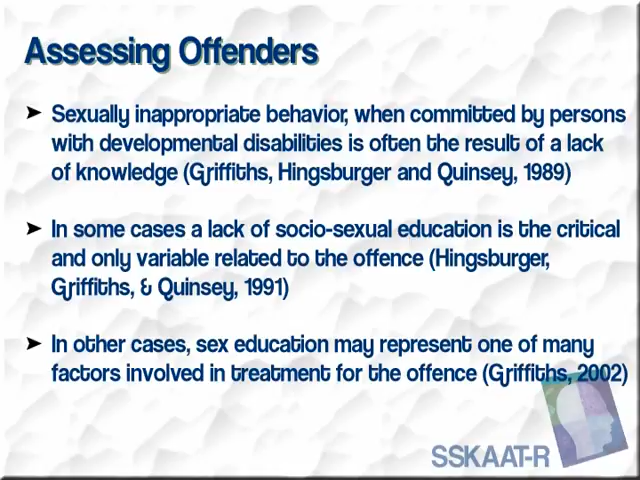 Assessing Offenders
Sexually inappropriate behavior, when committed by persons
with developmental disabilities is often the result of a lack
of knowledge (Griffiths, Hingsburger and Quinsey, 1989)
In some cases a lack of socio-sexual education is the critical
and only variable related to the offence (Hingsburger,
Griffiths, & Quinsey, 1991)
In other cases, sex education may represent one of many
factors involved in treatment for the offence (Griffiths, 2002)
SSKAAT-R